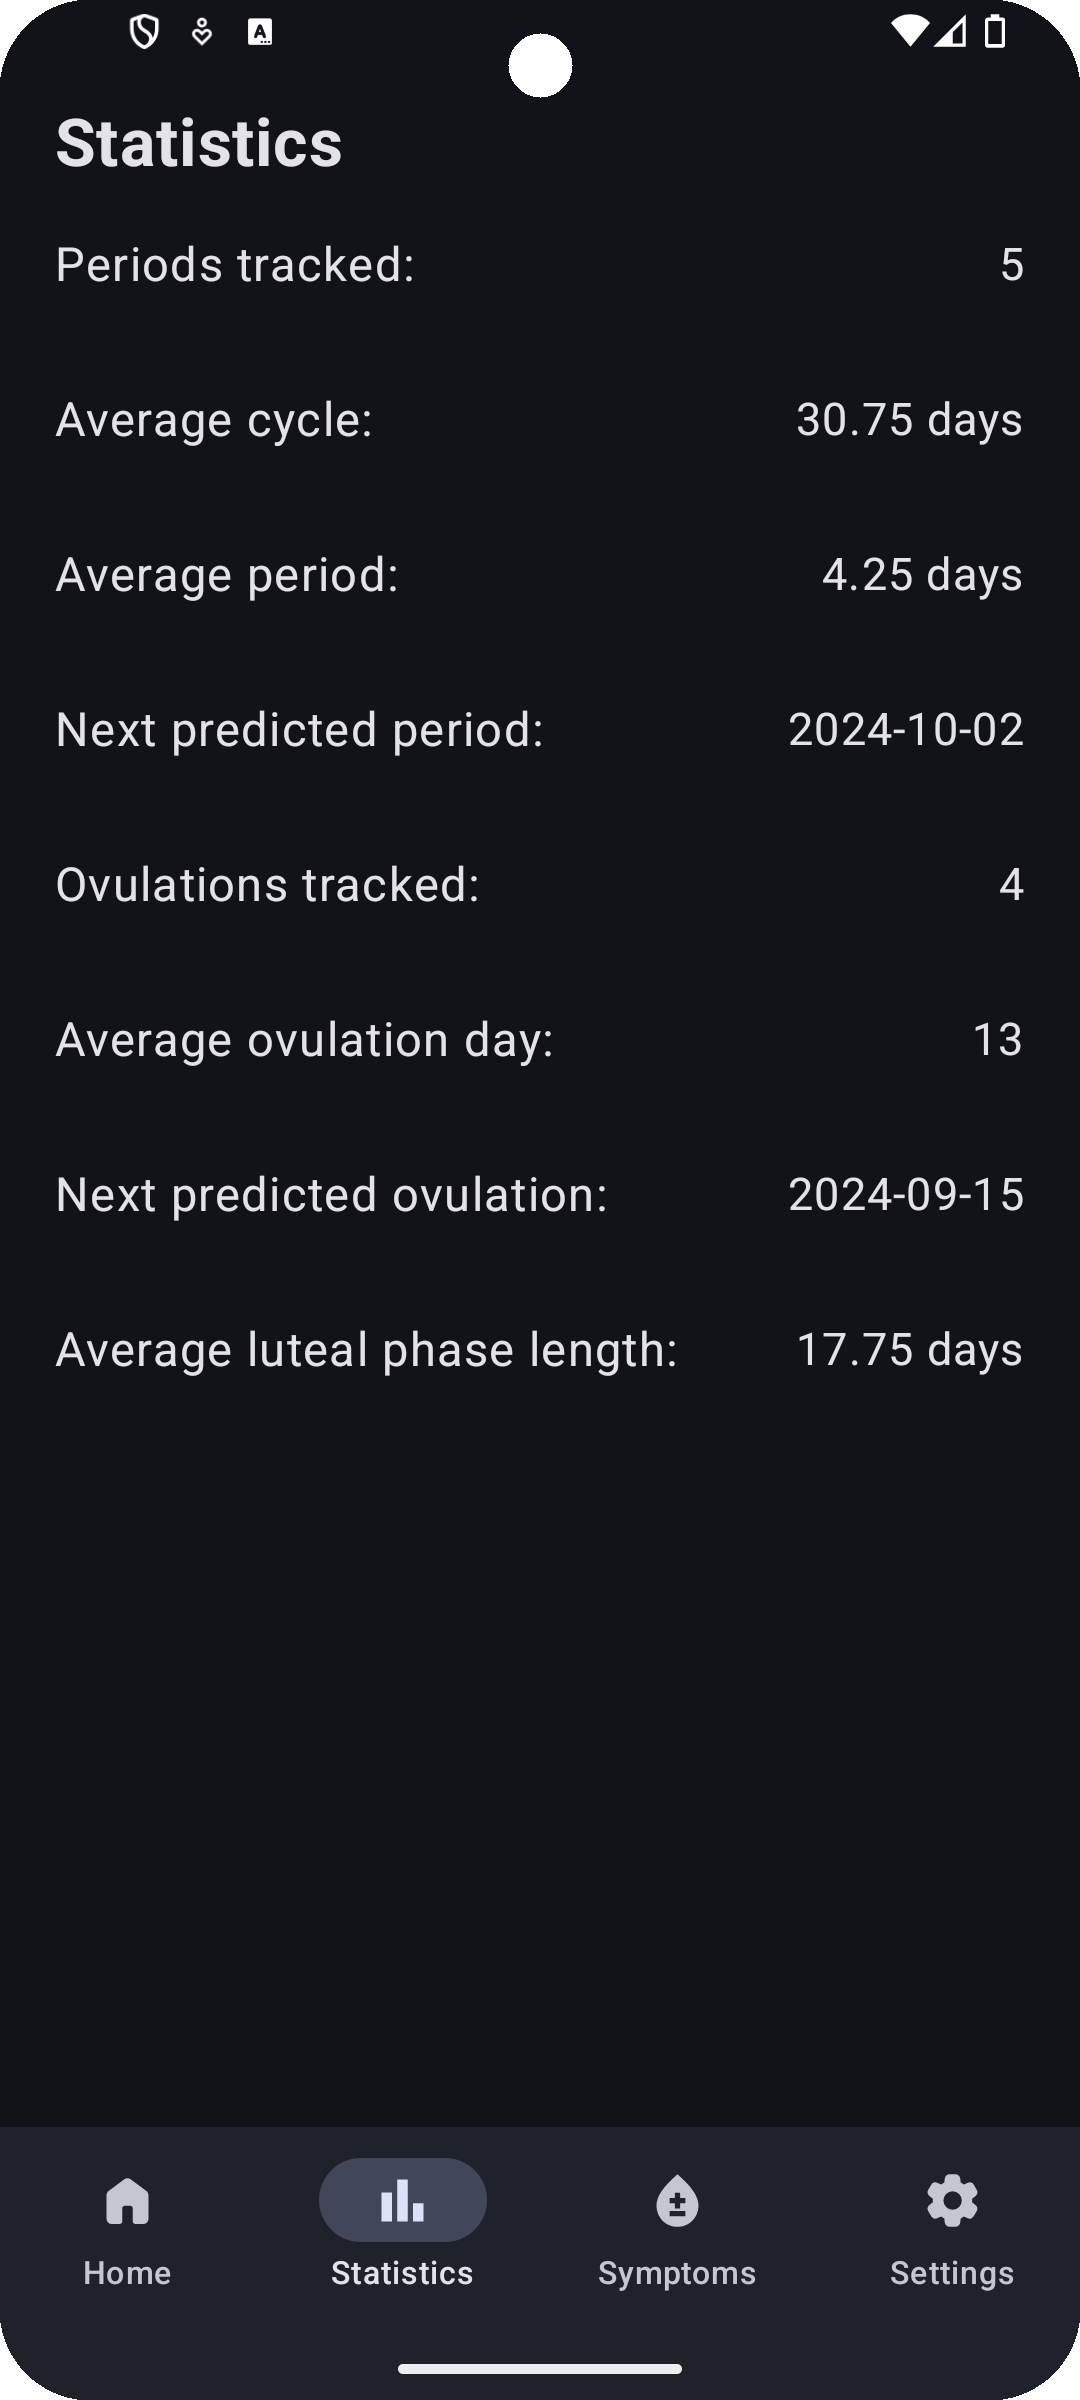 Statistics
Periods tracked: 5
Average cycle: 30.75 days
Average period: 4.25 days
Next predicted period: 2024-10-02
Ovulations tracked: 4
Average ovulation day: 13
Next predicted ovulation: 2024-09-15
Average luteal phase length: 17.75 days
Home Statistics Symptoms Settings